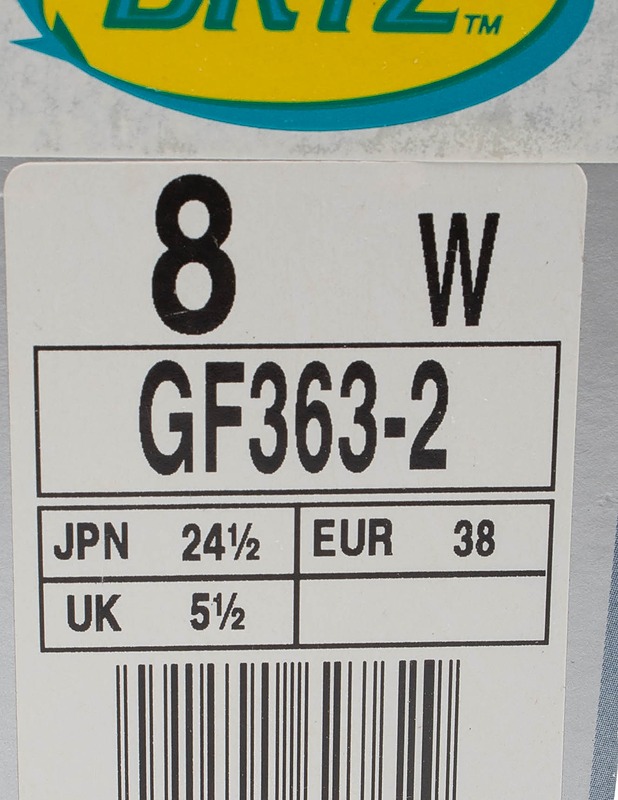 ™
8 W
GF363-2
JPN 24½ EUR 38
UK 5½